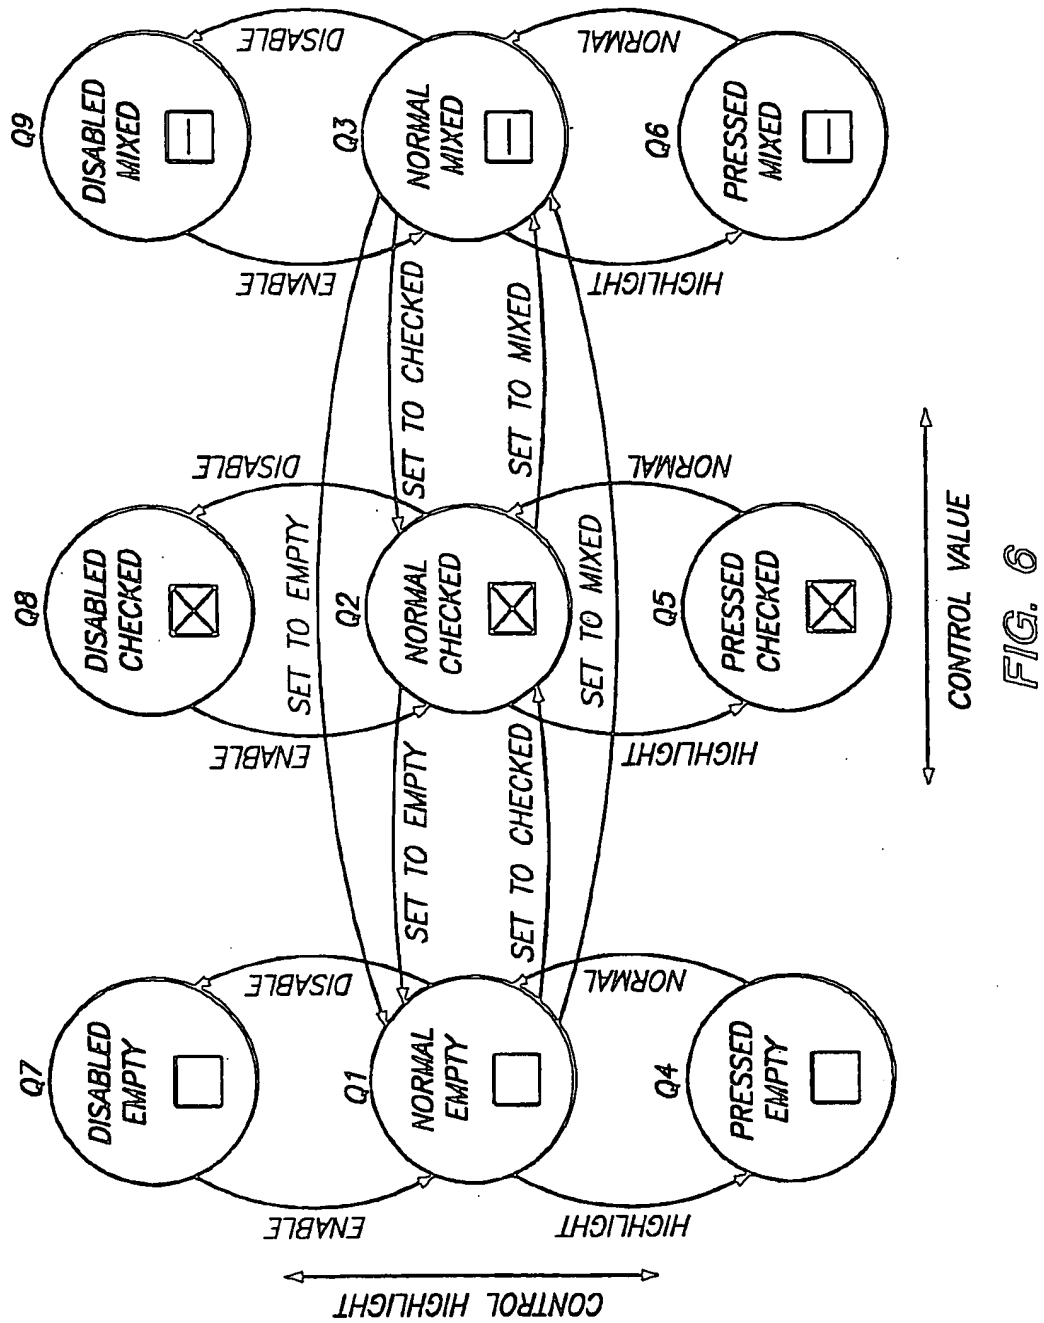 Q7
DISABLED
EMPTY
Q8
DISABLED
CHECKED
Q9
DISABLED
MIXED
ENABLE
DISABLE
ENABLE
DISABLE
ENABLE
DISABLE
SET TO EMPTY
Q1
NORMAL
EMPTY
SET TO EMPTY
Q2
NORMAL
CHECKED
SET TO CHECKED
Q3
NORMAL
MIXED
SET TO CHECKED
SET TO MIXED
SET TO MIXED
CONTROL HIGHLIGHT
HIGHLIGHT
NORMAL
HIGHLIGHT
NORMAL
HIGHLIGHT
NORMAL
Q4
PRESSED
EMPTY
Q5
PRESSED
CHECKED
Q6
PRESSED
MIXED
CONTROL VALUE
FIG. 6